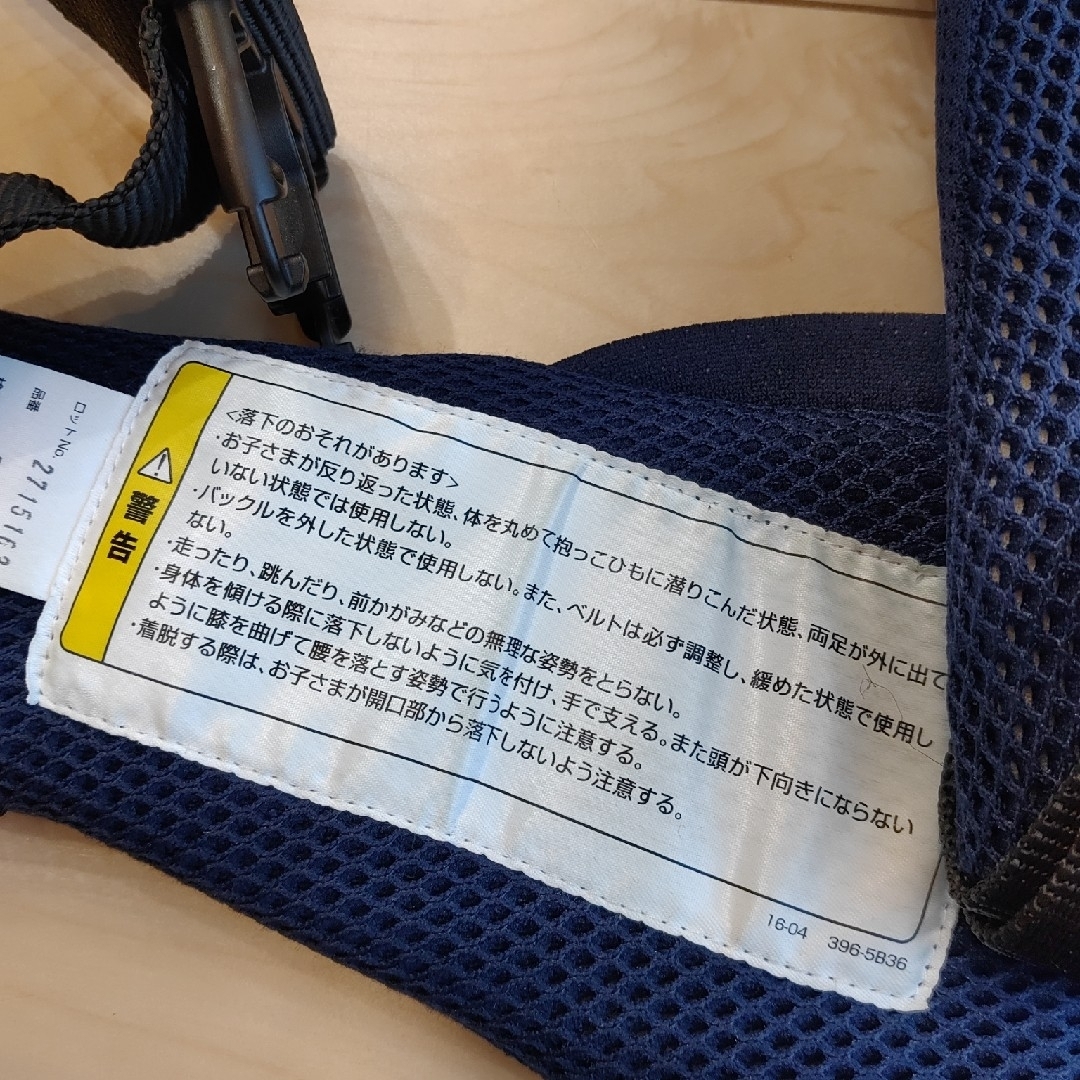 ロットNo. 2715163
品番
警告
<落下のおそれがあります>
・お子さまが反り返った状態、体を丸めて抱っこひもに潜りこんだ状態、両足が外に出て
いない状態では使用しない。
・バックルを外した状態で使用しない。また、ベルトは必ず調整し、緩めた状態で使用し
ない。
・走ったり、跳んだり、前かがみなどの無理な姿勢をとらない。
・身体を傾ける際に落下しないように気を付け、手で支える。また頭が下向きにならない
ように膝を曲げて腰を落とす姿勢で行うように注意する。
・着脱する際は、お子さまが開口部から落下しないよう注意する。
16-04 396-5B36